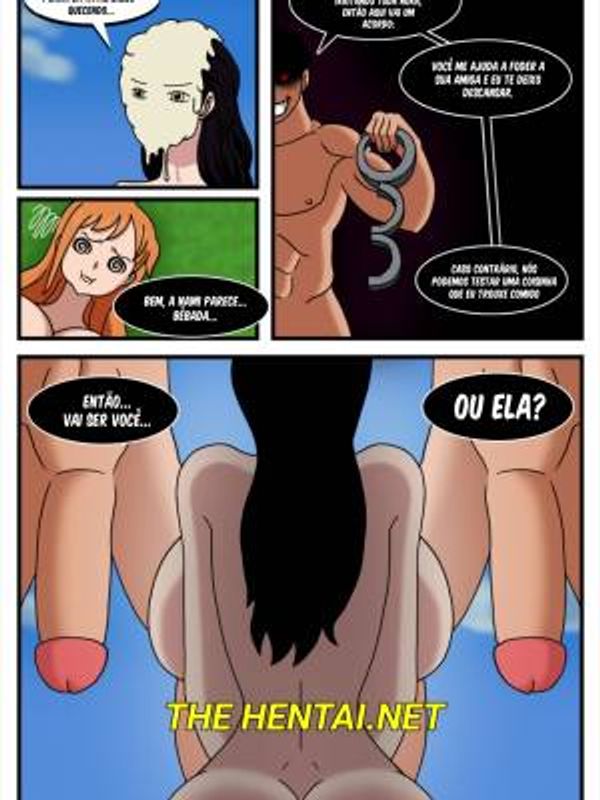 QUECENDO...
ENTÃO AQUI VAI UM
ACORDO:
VOCÊ ME AJUDA A FODER A
SUA AMIGA E EU TE DEIXO
DESCANSAR.
BEM, A NAMI PARECE...
BÊBADA...
CASO CONTRÁRIO, NÓS
PODEMOS TESTAR UMA COISINHA
QUE EU TROUXE COMIGO
ENTÃO...
VAI SER VOCÊ...
OU ELA?
THE HENTAI.NET